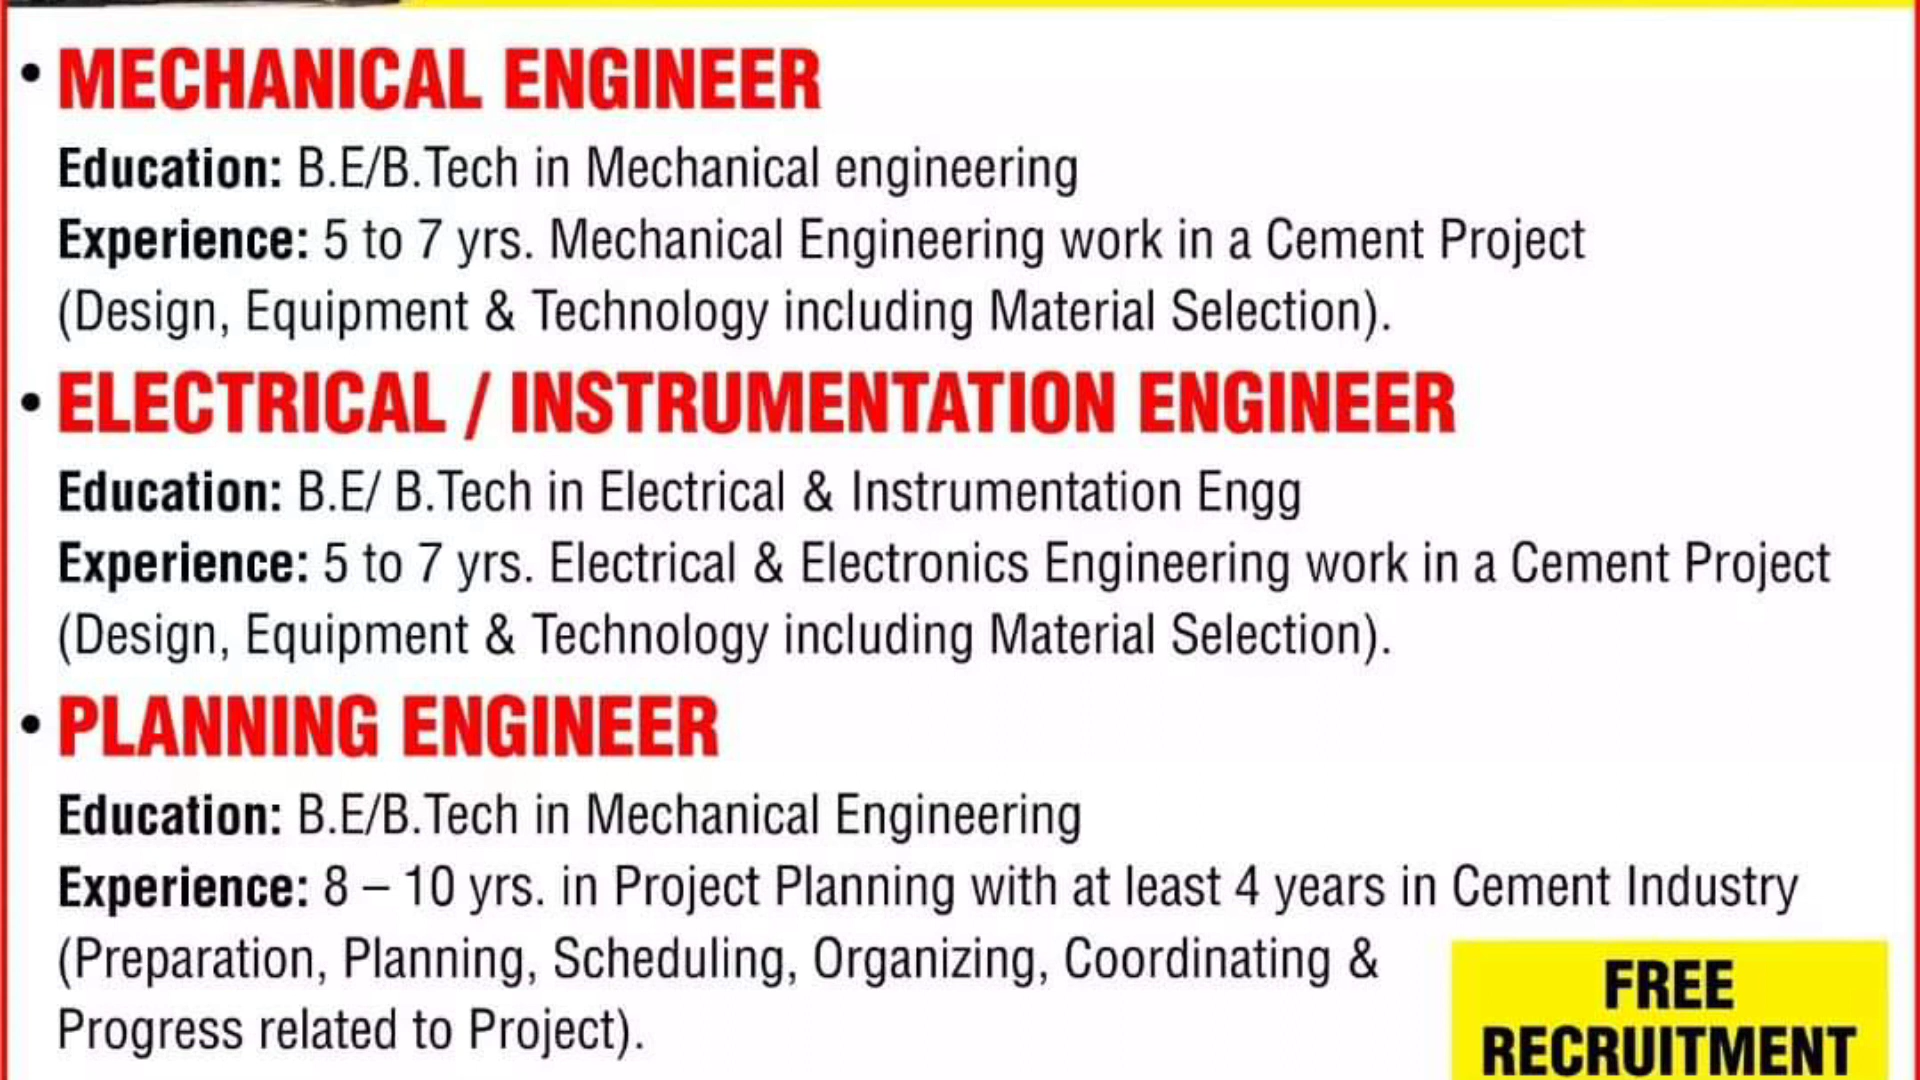 • MECHANICAL ENGINEER
Education: B.E/B.Tech in Mechanical engineering
Experience: 5 to 7 yrs. Mechanical Engineering work in a Cement Project
(Design, Equipment & Technology including Material Selection).
• ELECTRICAL / INSTRUMENTATION ENGINEER
Education: B.E/ B.Tech in Electrical & Instrumentation Engg
Experience: 5 to 7 yrs. Electrical & Electronics Engineering work in a Cement Project
(Design, Equipment & Technology including Material Selection).
• PLANNING ENGINEER
Education: B.E/B.Tech in Mechanical Engineering
Experience: 8 – 10 yrs. in Project Planning with at least 4 years in Cement Industry
(Preparation, Planning, Scheduling, Organizing, Coordinating &
Progress related to Project).
FREE
RECRUITMENT